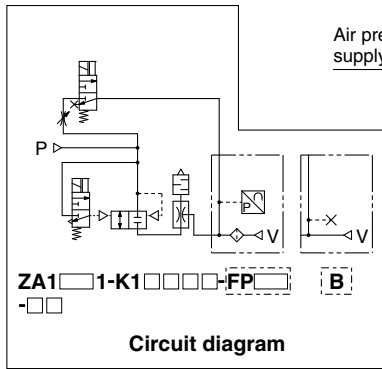 Air pre
supply
P
P
V
V
ZA1□1-K1□□□□-FP□ B
-□□
Circuit diagram